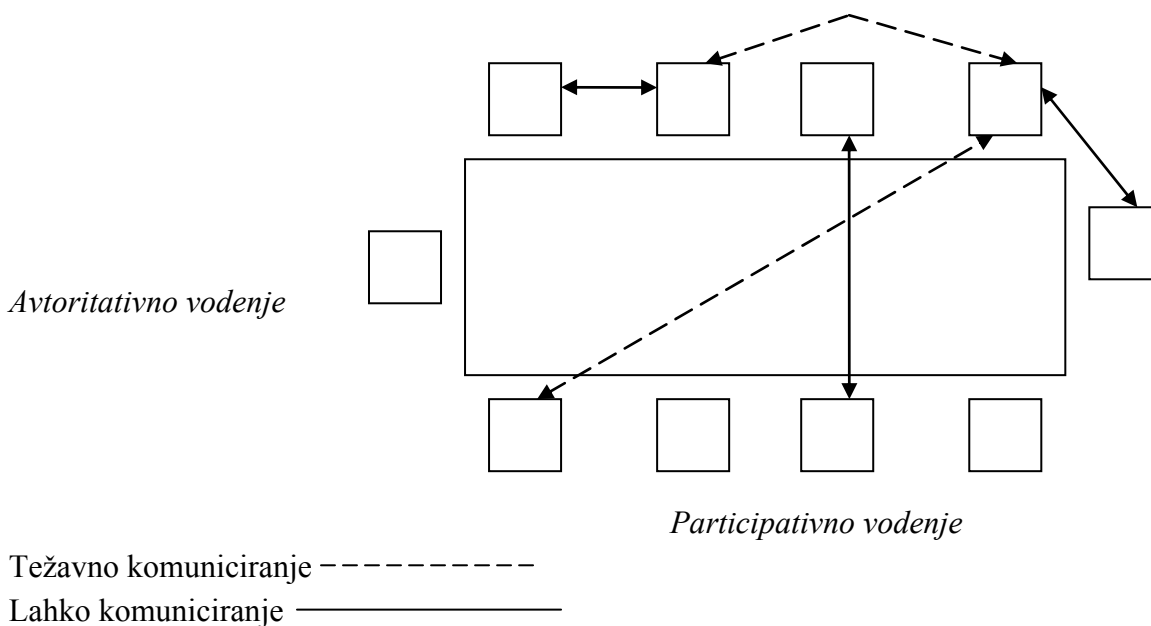 Avtoritativno vodenje
Participativno vodenje
Težavno komuniciranje
Lahko komuniciranje